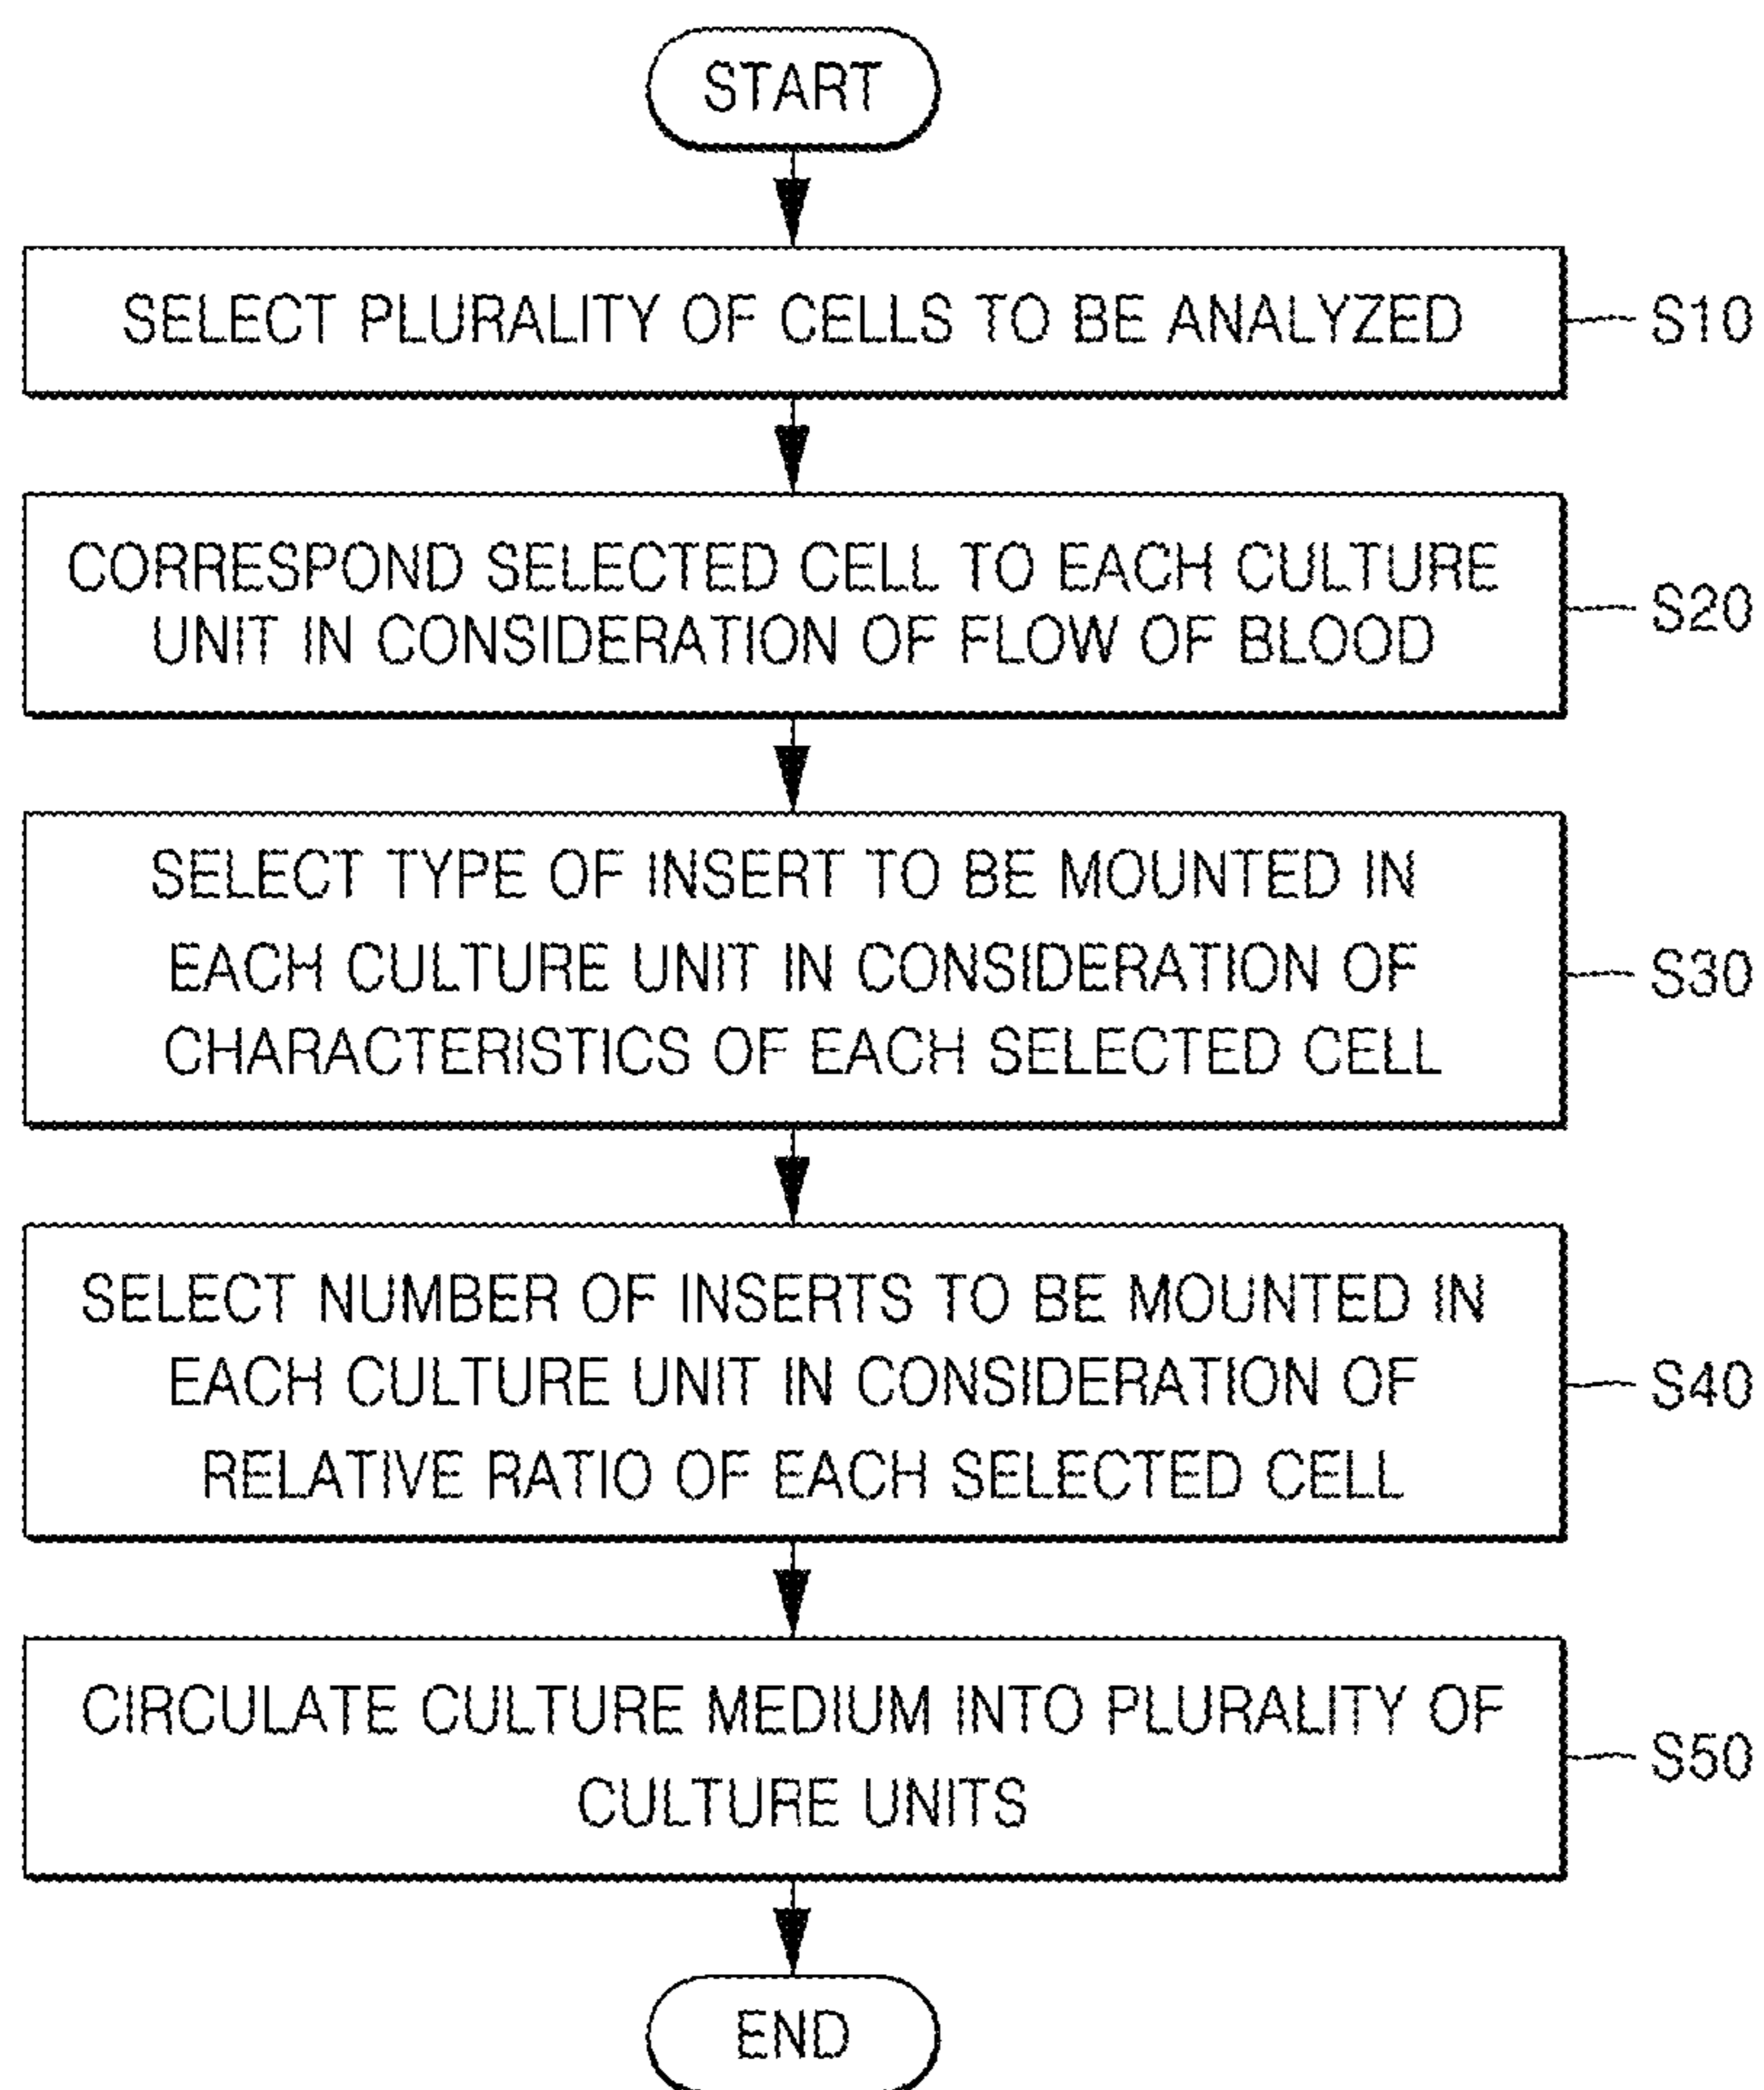 START
SELECT PLURALITY OF CELLS TO BE ANALYZED
S10
CORRESPOND SELECTED CELL TO EACH CULTURE
UNIT IN CONSIDERATION OF FLOW OF BLOOD
S20
SELECT TYPE OF INSERT TO BE MOUNTED IN
EACH CULTURE UNIT IN CONSIDERATION OF
CHARACTERISTICS OF EACH SELECTED CELL
S30
SELECT NUMBER OF INSERTS TO BE MOUNTED IN
EACH CULTURE UNIT IN CONSIDERATION OF
RELATIVE RATIO OF EACH SELECTED CELL
S40
CIRCULATE CULTURE MEDIUM INTO PLURALITY OF
CULTURE UNITS
S50
END